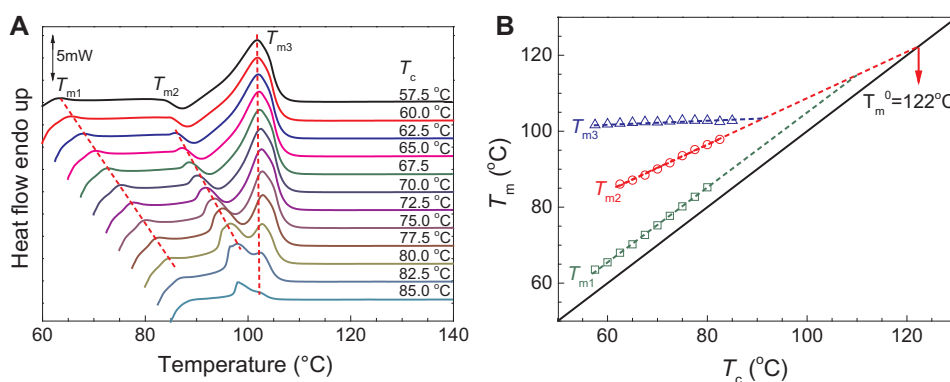 A
5mW
Tm1
Tm2
Tm3
Tc
57.5 °C
60.0 °C
62.5 °C
65.0 °C
67.5
70.0 °C
72.5 °C
75.0 °C
77.5 °C
80.0 °C
82.5 °C
85.0 °C
Heat flow endo up
60 80 100 120 140
Temperature (°C)
B
120
100
80
60
Tm (°C)
Tm3
Tm2
Tm1
Tm0=122°C
60 80 100 120
Tc (°C)